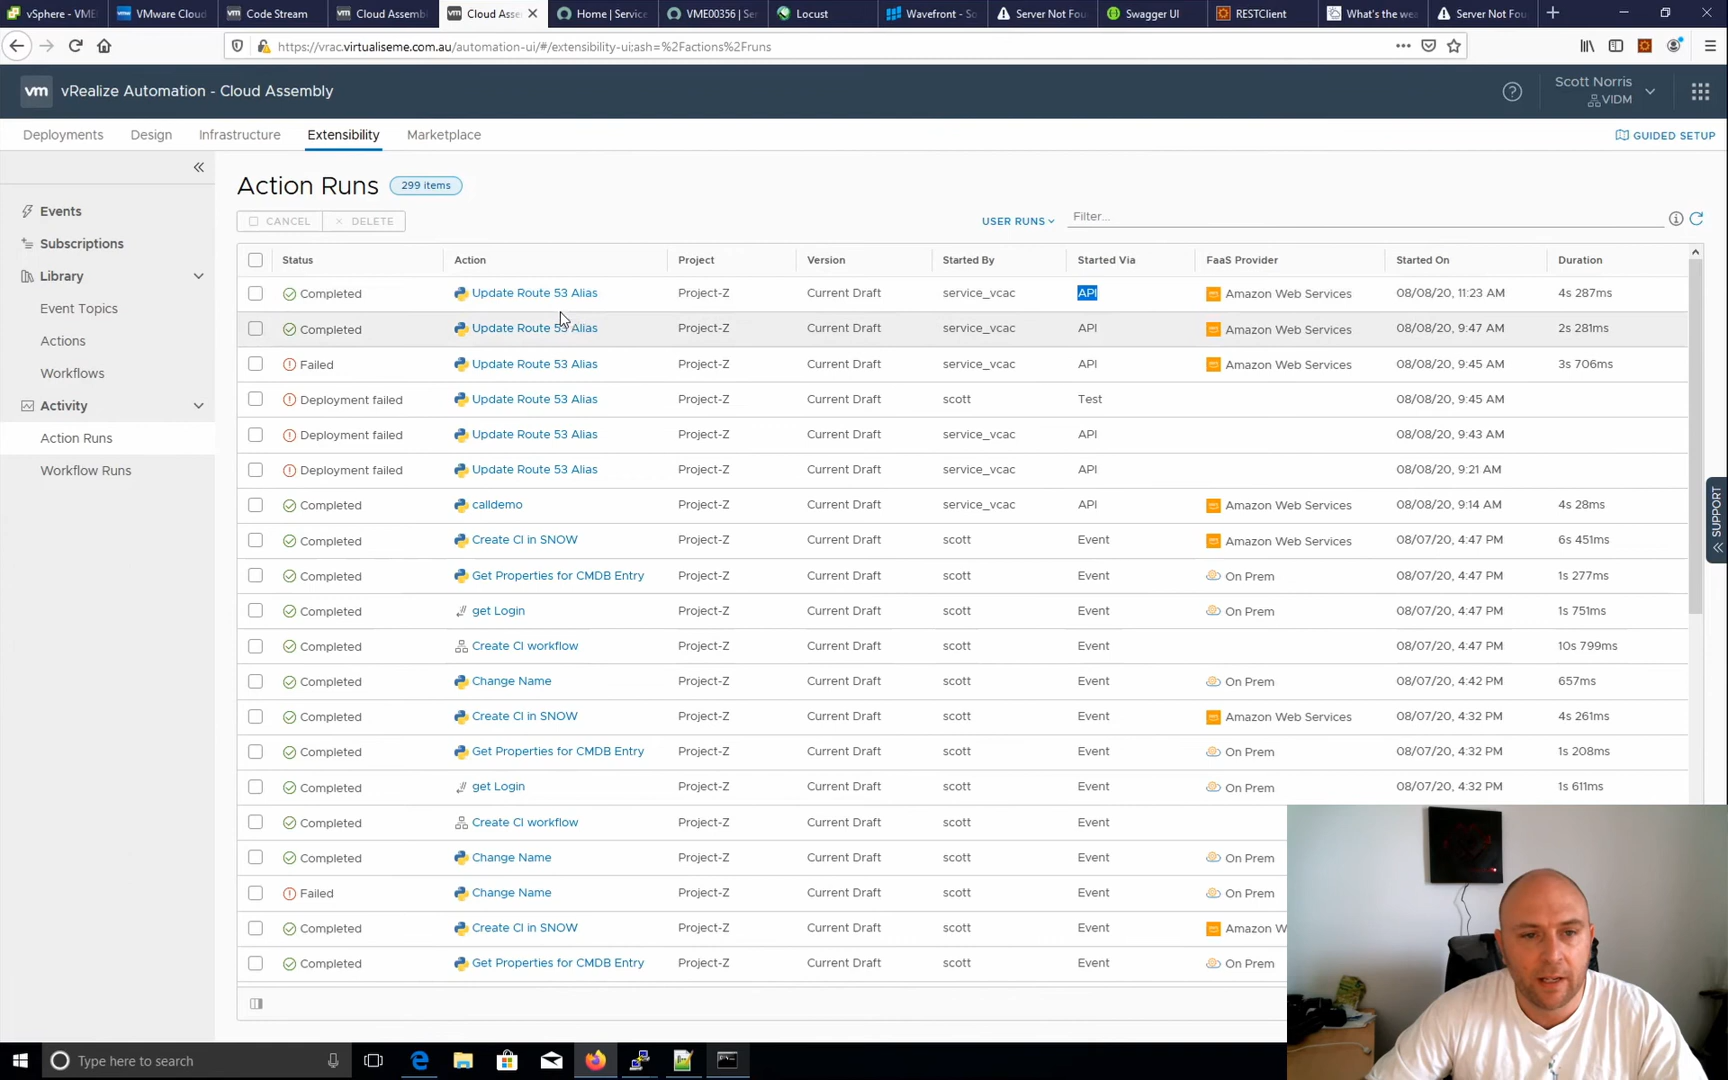 vSphere - VME
VMware Cloud
Code Stream
Cloud Assemb
Cloud Asse
Home | Service
VME00356 | Se
Locust
Wavefront - So
Server Not Fou
Swagger UI
RESTClient
What's the wea
Server Not Fou
https://vrac.virtualiseme.com.au/automation-ui/#/extensibility-ui;ash=%2Factions%2Fruns
vm vRealize Automation - Cloud Assembly
Scott Norris
VIDM
Deployments Design Infrastructure Extensibility Marketplace
GUIDED SETUP
Events
Subscriptions
Library
Event Topics
Actions
Workflows
Activity
Action Runs
Workflow Runs
Action Runs 299 items
CANCEL DELETE
USER RUNS Filter...
Status Action Project Version Started By Started Via FaaS Provider Started On Duration
Completed Update Route 53 Alias Project-Z Current Draft service_vcac API Amazon Web Services 08/08/20, 11:23 AM 4s 287ms
Completed Update Route 53 Alias Project-Z Current Draft service_vcac API Amazon Web Services 08/08/20, 9:47 AM 2s 281ms
Failed Update Route 53 Alias Project-Z Current Draft service_vcac API Amazon Web Services 08/08/20, 9:45 AM 3s 706ms
Deployment failed Update Route 53 Alias Project-Z Current Draft scott Test 08/08/20, 9:45 AM
Deployment failed Update Route 53 Alias Project-Z Current Draft service_vcac API 08/08/20, 9:43 AM
Deployment failed Update Route 53 Alias Project-Z Current Draft service_vcac API 08/08/20, 9:21 AM
Completed calldemo Project-Z Current Draft service_vcac API Amazon Web Services 08/08/20, 9:14 AM 4s 28ms
Completed Create CI in SNOW Project-Z Current Draft scott Event Amazon Web Services 08/07/20, 4:47 PM 6s 451ms
Completed Get Properties for CMDB Entry Project-Z Current Draft scott Event On Prem 08/07/20, 4:47 PM 1s 277ms
Completed get Login Project-Z Current Draft scott Event On Prem 08/07/20, 4:47 PM 1s 751ms
Completed Create CI workflow Project-Z Current Draft scott Event 08/07/20, 4:47 PM 10s 799ms
Completed Change Name Project-Z Current Draft scott Event On Prem 08/07/20, 4:42 PM 657ms
Completed Create CI in SNOW Project-Z Current Draft scott Event Amazon Web Services 08/07/20, 4:32 PM 4s 261ms
Completed Get Properties for CMDB Entry Project-Z Current Draft scott Event On Prem 08/07/20, 4:32 PM 1s 208ms
Completed get Login Project-Z Current Draft scott Event On Prem 08/07/20, 4:32 PM 1s 611ms
Completed Create CI workflow Project-Z Current Draft scott Event
Completed Change Name Project-Z Current Draft scott Event On Prem
Failed Change Name Project-Z Current Draft scott Event On Prem
Completed Create CI in SNOW Project-Z Current Draft scott Event Amazon W
Completed Get Properties for CMDB Entry Project-Z Current Draft scott Event On Prem
SUPPORT
Type here to search